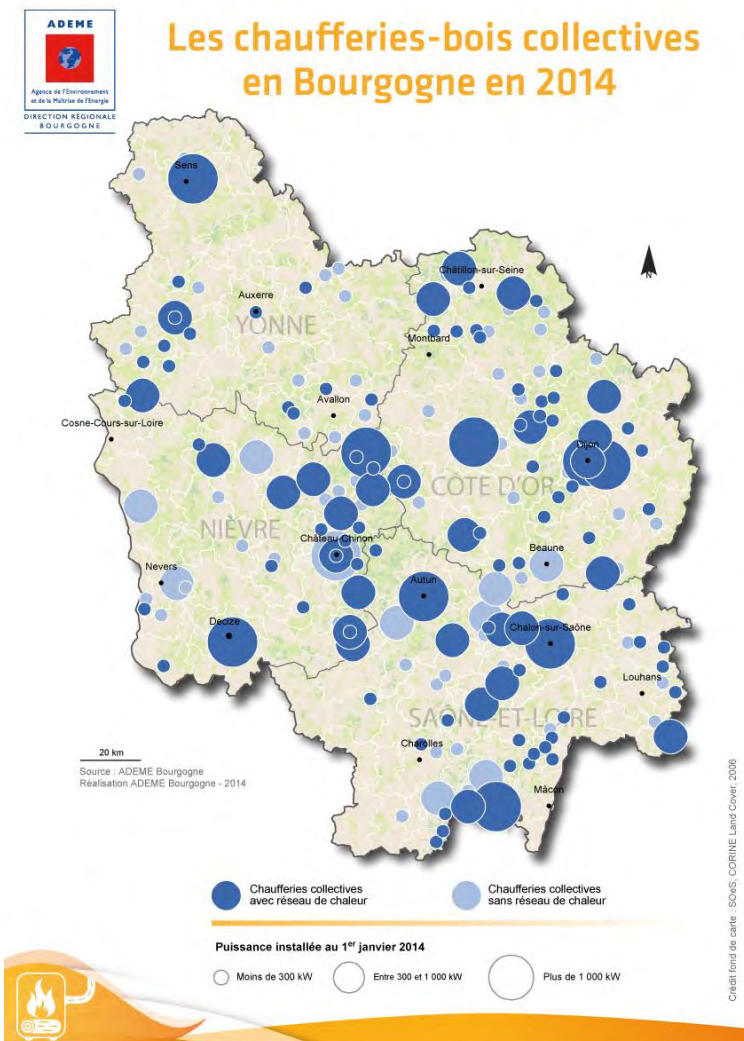 ADEME
Agence de l'Environnement
et de la Maîtrise de l'Energie
DIRECTION RÉGIONALE
BOURGOGNE
Les chaufferies-bois collectives
en Bourgogne en 2014
Sens
Châtillon-sur-Seine
N
Auxerre
YONNE
Montbard
Avallon
Cosne-Cours-sur-Loire
Dijon
CÔTE D'OR
NIÈVRE
Château-Chinon
Beaune
Nevers
Autun
Decize
Chalon-sur-Saône
Louhans
SAÔNE-ET-LOIRE
Charolles
20 km
Source : ADEME Bourgogne
Réalisation ADEME Bourgogne - 2014
Mâcon
Crédit fond de carte : SOeS, CORINE Land Cover, 2006
Chaufferies collectives
avec réseau de chaleur
Chaufferies collectives
sans réseau de chaleur
Puissance installée au 1er janvier 2014
Moins de 300 kW
Entre 300 et 1 000 kW
Plus de 1 000 kW